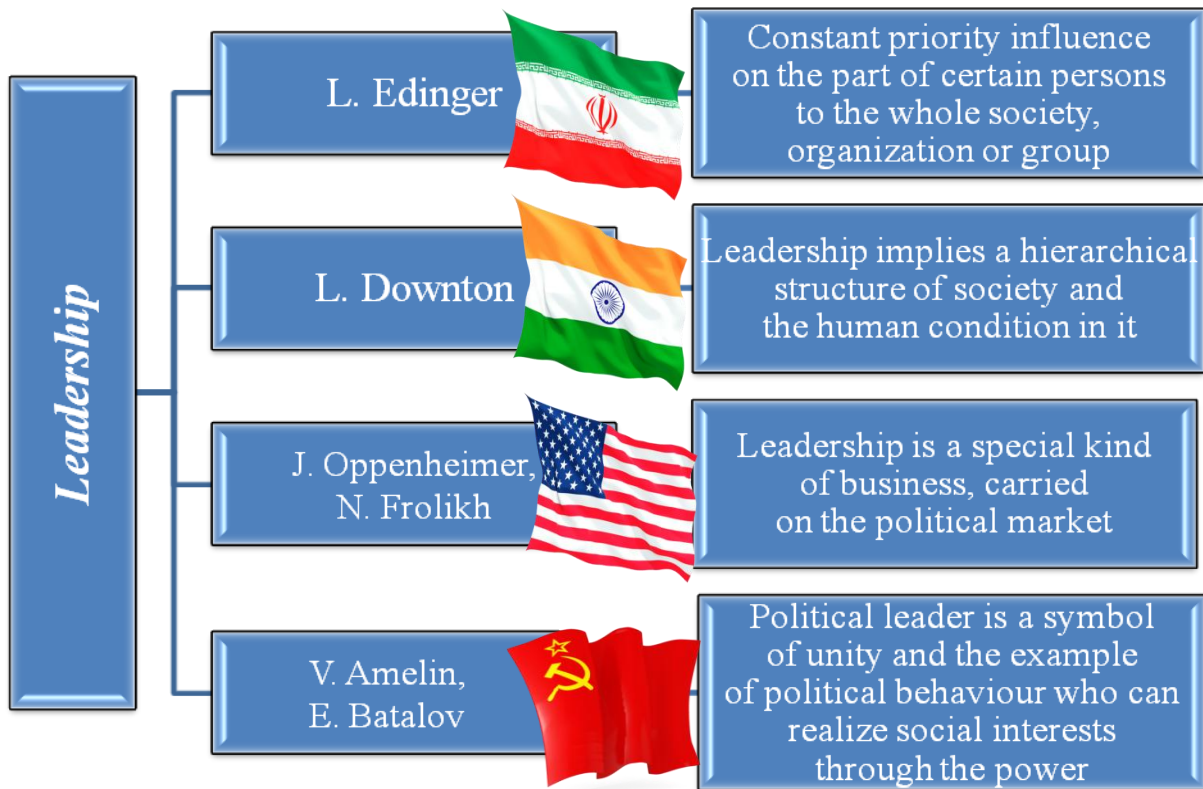 Leadership
L. Edinger
Constant priority influence
on the part of certain persons
to the whole society,
organization or group
L. Downton
Leadership implies a hierarchical
structure of society and
the human condition in it
J. Oppenheimer,
N. Frolikh
Leadership is a special kind
of business, carried
on the political market
V. Amelin,
E. Batalov
Political leader is a symbol
of unity and the example
of political behaviour who can
realize social interests
through the power